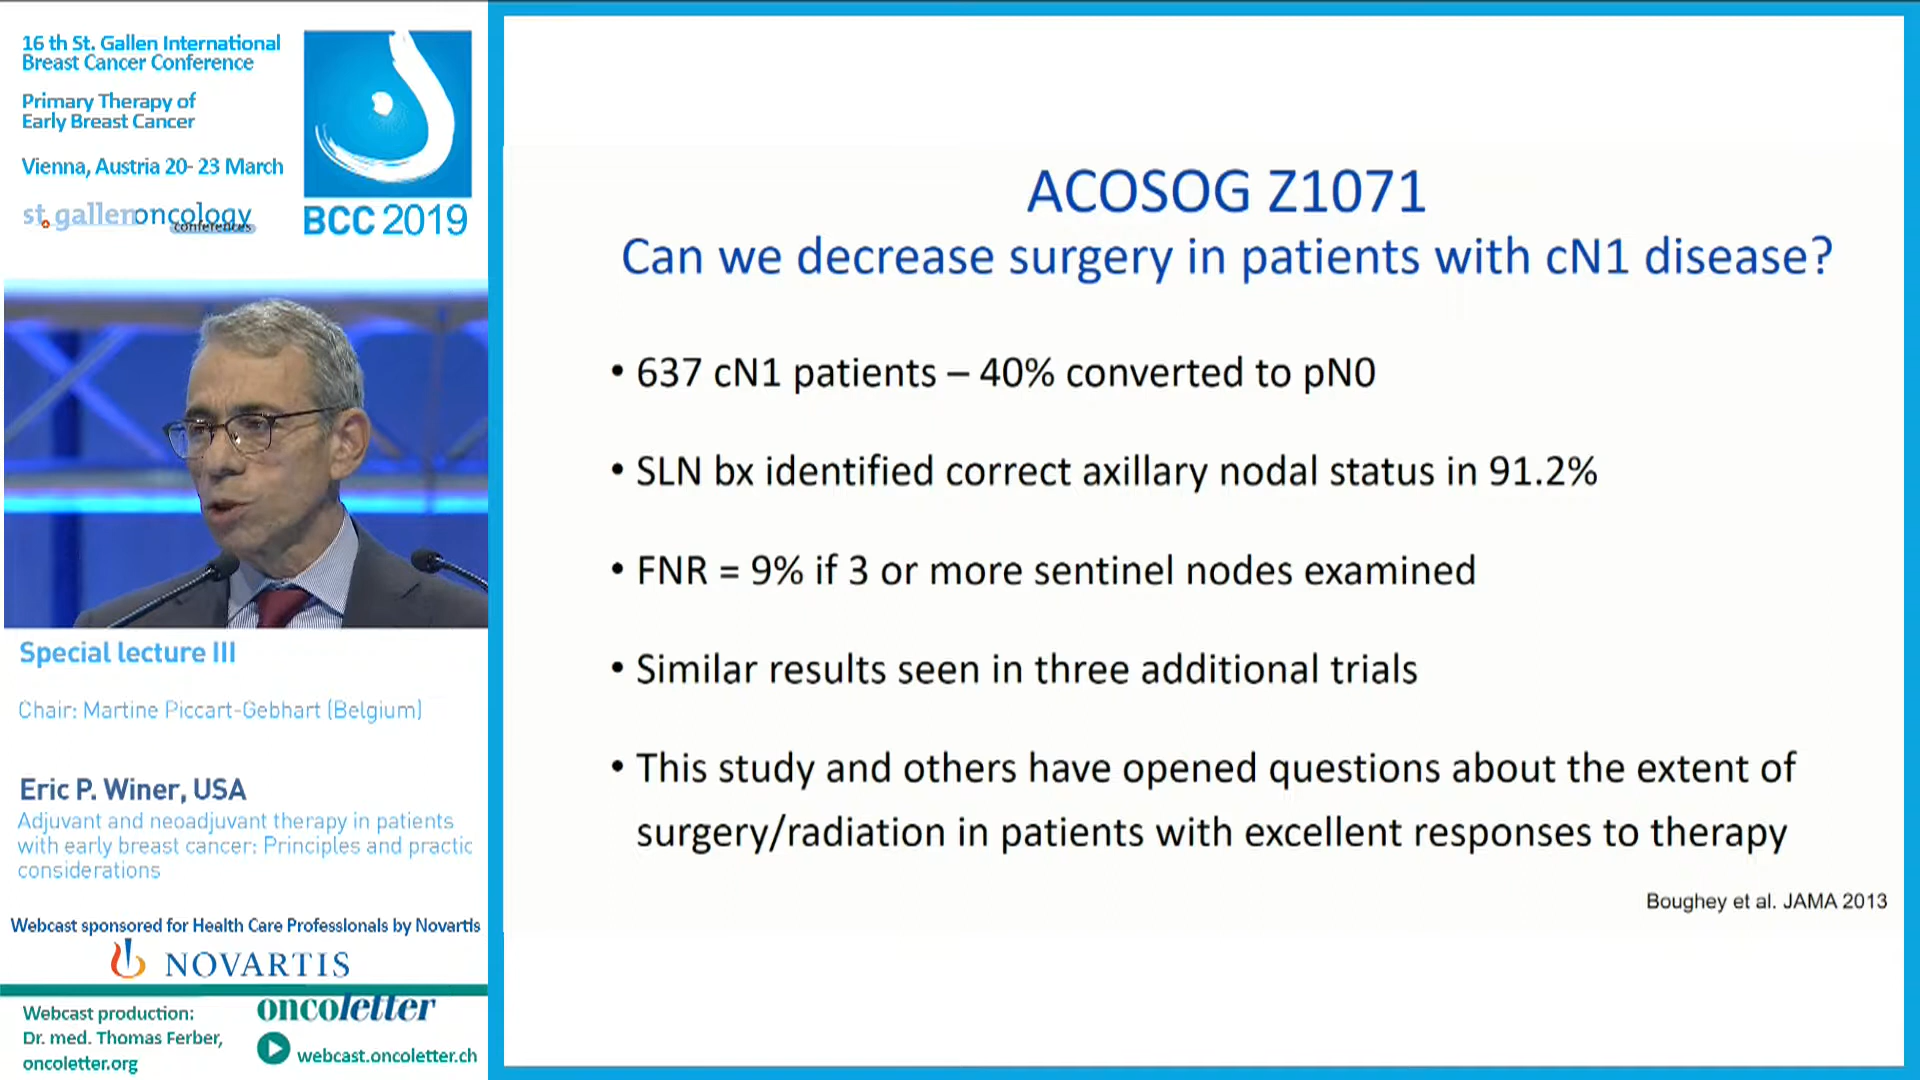 16 th St. Gallen International
Breast Cancer Conference
Primary Therapy of
Early Breast Cancer
Vienna, Austria 20- 23 March
st.gallenoncology
conferences
BCC 2019
Special lecture III
Chair: Martine Piccart-Gebhart (Belgium)
Eric P. Winer, USA
Adjuvant and neoadjuvant therapy in patients
with early breast cancer: Principles and practic
considerations
Webcast sponsored for Health Care Professionals by Novartis
NOVARTIS
Webcast production:
Dr. med. Thomas Ferber,
oncoletter.org
oncoletter
webcast.oncoletter.ch
ACOSOG Z1071
Can we decrease surgery in patients with cN1 disease?
• 637 cN1 patients – 40% converted to pN0
• SLN bx identified correct axillary nodal status in 91.2%
• FNR = 9% if 3 or more sentinel nodes examined
• Similar results seen in three additional trials
• This study and others have opened questions about the extent of
surgery/radiation in patients with excellent responses to therapy
Boughey et al. JAMA 2013